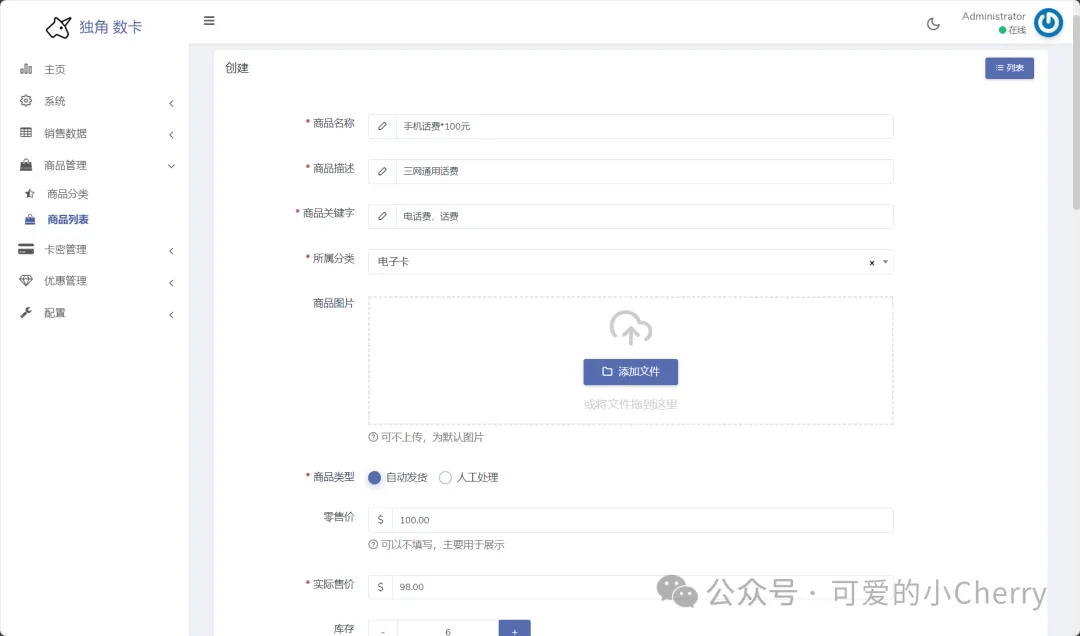 独角 数卡
Administrator
在线
主页
系统
销售数据
商品管理
商品分类
商品列表
卡密管理
优惠管理
配置
创建
列表
* 商品名称 手机话费*100元
* 商品描述 三网通用话费
* 商品关键字 电话费，话费
* 所属分类 电子卡 ×
商品图片
添加文件
或将文件拖到这里
可不上传，为默认图片
* 商品类型 自动发货 人工处理
零售价 $ 100.00
可以不填写，主要用于展示
* 实际售价 $ 98.00
库存 - 6 +
公众号 · 可爱的小Cherry